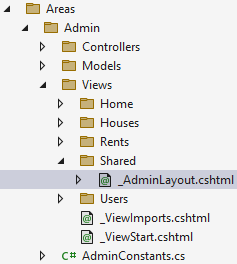 Areas
Admin
Controllers
Models
Views
Home
Houses
Rents
Shared
_AdminLayout.cshtml
Users
_ViewImports.cshtml
_ViewStart.cshtml
C# AdminConstants.cs